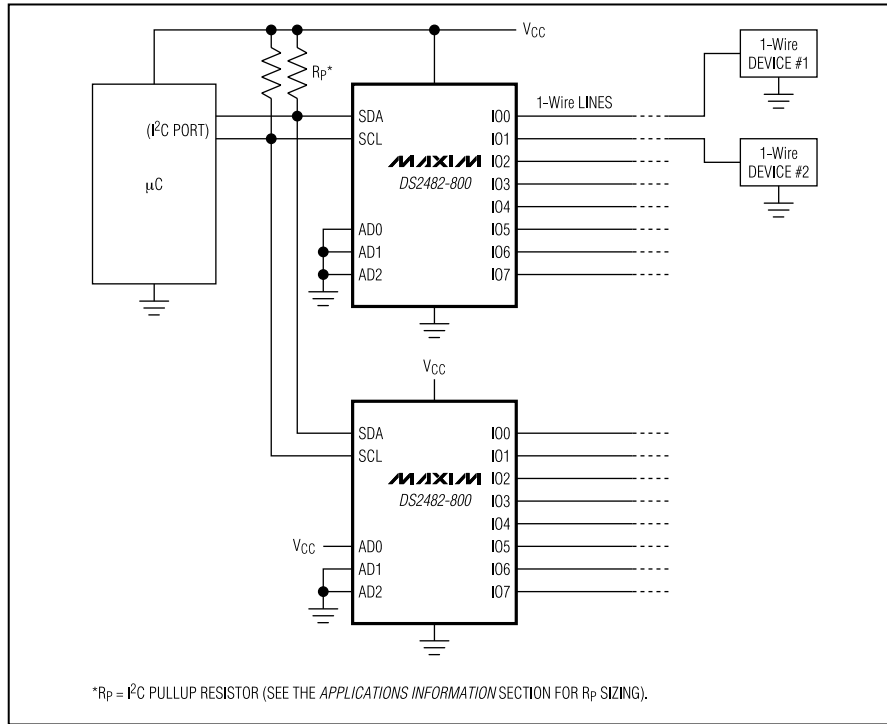 VCC
RP*
(I²C PORT)
µC
SDA
SCL
MAXIM
DS2482-800
AD0
AD1
AD2
IO0
IO1
IO2
IO3
IO4
IO5
IO6
IO7
1-Wire LINES
1-Wire
DEVICE #1
1-Wire
DEVICE #2
VCC
SDA
SCL
MAXIM
DS2482-800
VCC
AD0
AD1
AD2
IO0
IO1
IO2
IO3
IO4
IO5
IO6
IO7
*RP = I²C PULLUP RESISTOR (SEE THE APPLICATIONS INFORMATION SECTION FOR RP SIZING).